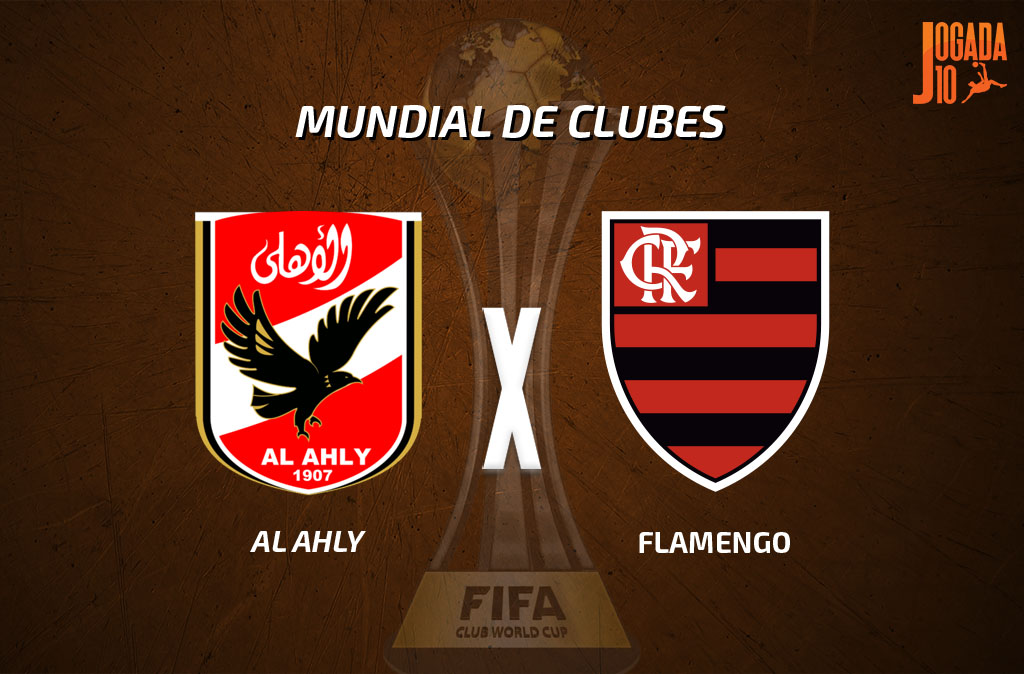 JOGADA
10
MUNDIAL DE CLUBES
الأهلى
CRF
AL AHLY
1907
X
AL AHLY
FLAMENGO
FIFA
CLUB WORLD CUP